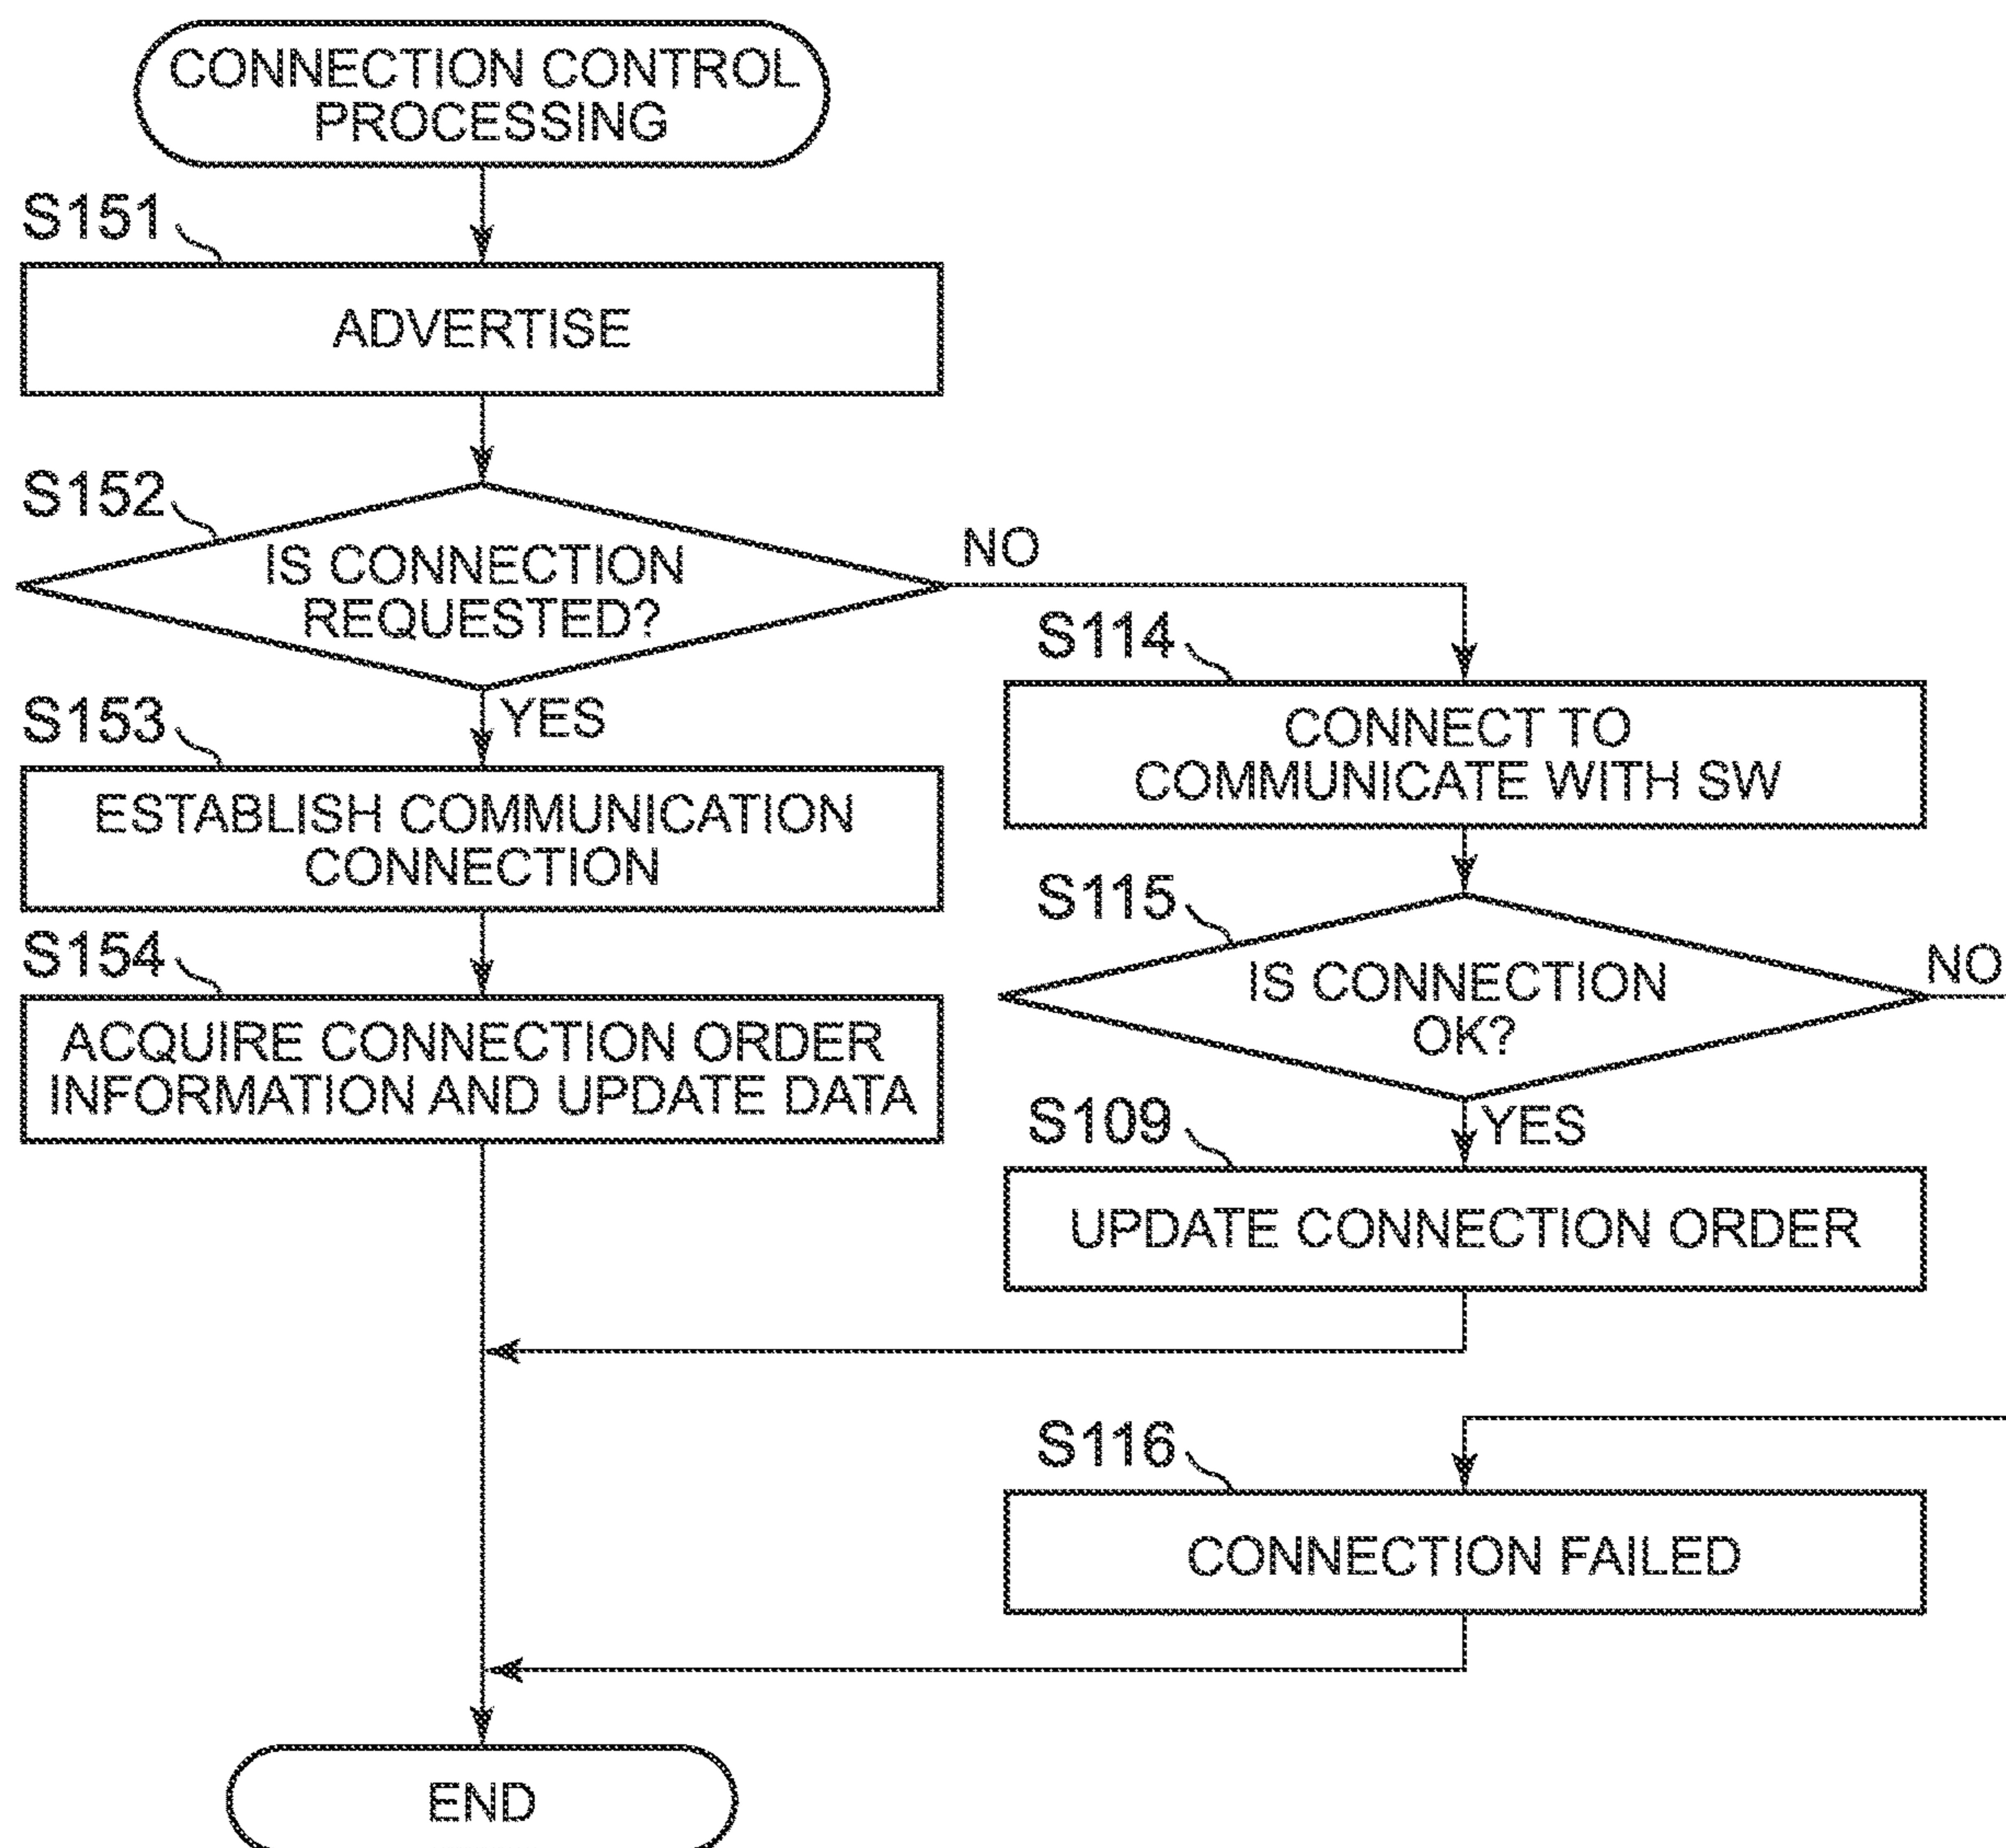 CONNECTION CONTROL
PROCESSING
S151
ADVERTISE
S152
IS CONNECTION
REQUESTED?
NO
YES
S153
ESTABLISH COMMUNICATION
CONNECTION
S154
ACQUIRE CONNECTION ORDER
INFORMATION AND UPDATE DATA
S114
CONNECT TO
COMMUNICATE WITH SW
S115
IS CONNECTION
OK?
NO
YES
S109
UPDATE CONNECTION ORDER
S116
CONNECTION FAILED
END